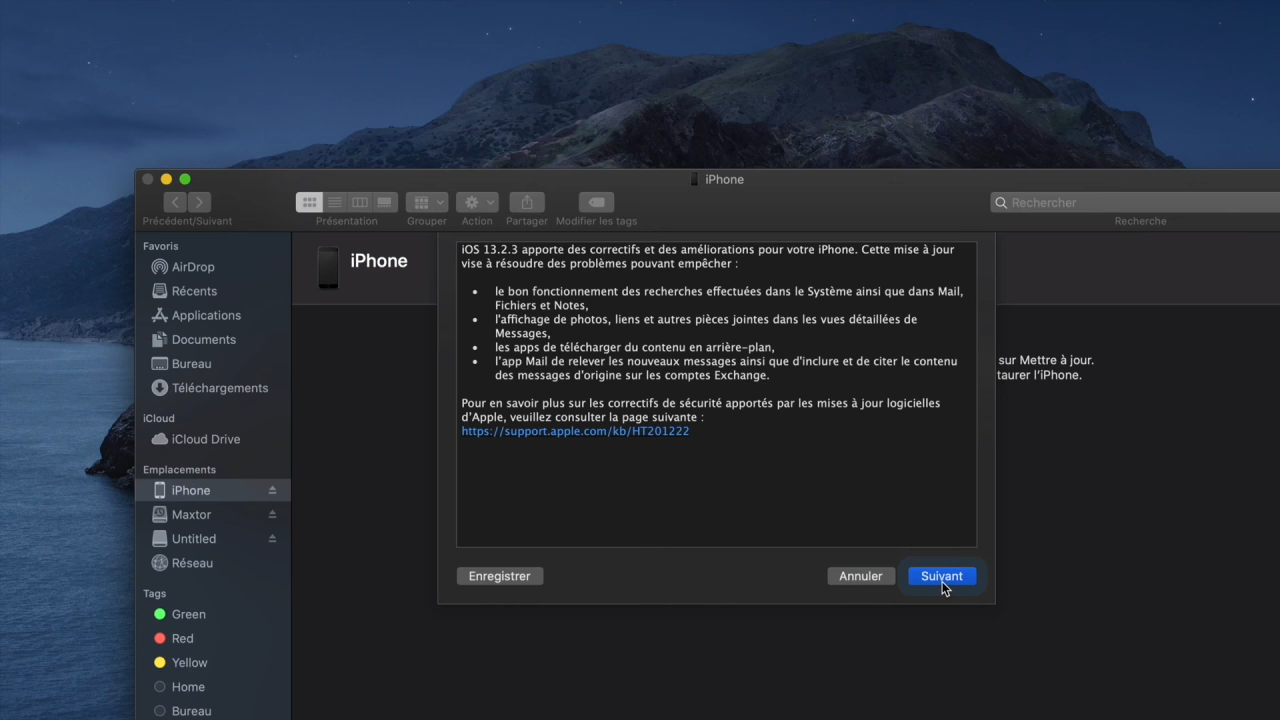 iPhone
Précédent/Suivant
Présentation
Grouper
Action
Partager
Modifier les tags
Rechercher
Recherche
Favoris
AirDrop
Récents
Applications
Documents
Bureau
Téléchargements
iCloud
iCloud Drive
Emplacements
iPhone
Maxtor
Untitled
Réseau
Tags
Green
Red
Yellow
Home
Bureau
iPhone
iOS 13.2.3 apporte des correctifs et des améliorations pour votre iPhone. Cette mise à jour
vise à résoudre des problèmes pouvant empêcher :
• le bon fonctionnement des recherches effectuées dans le Système ainsi que dans Mail,
Fichiers et Notes,
• l'affichage de photos, liens et autres pièces jointes dans les vues détaillées de
Messages,
• les apps de télécharger du contenu en arrière-plan,
• l'app Mail de relever les nouveaux messages ainsi que d'inclure et de citer le contenu
des messages d'origine sur les comptes Exchange.
Pour en savoir plus sur les correctifs de sécurité apportés par les mises à jour logicielles
d'Apple, veuillez consulter la page suivante :
https://support.apple.com/kb/HT201222
sur Mettre à jour.
taurer l'iPhone.
Enregistrer
Annuler
Suivant